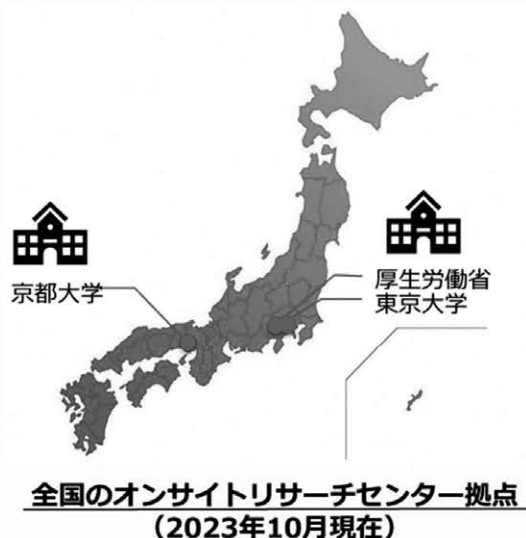 京都大学
厚生労働省
東京大学
全国のオンサイトリサーチセンター拠点
（2023年10月現在）